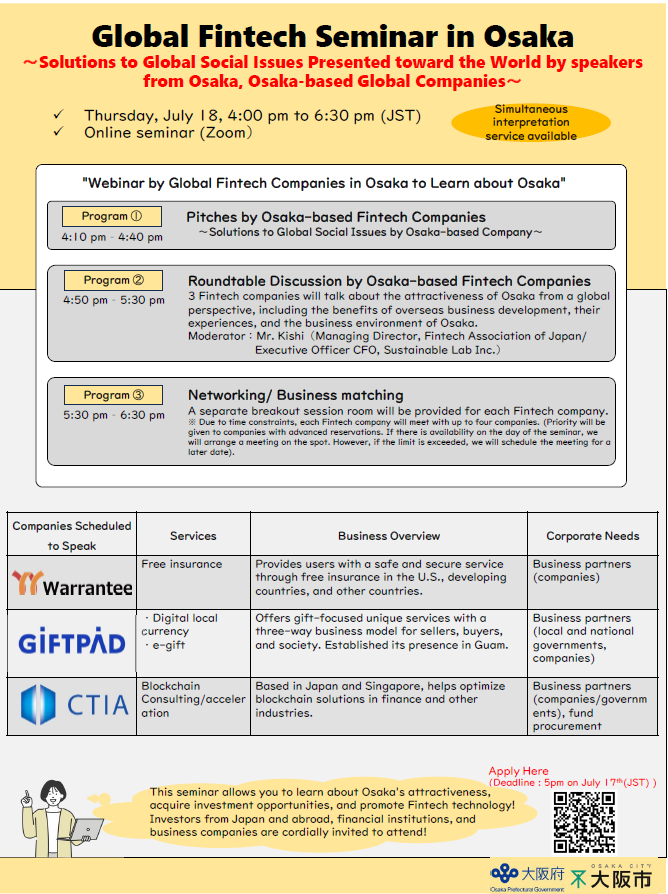 Global Fintech Seminar in Osaka
～Solutions to Global Social Issues Presented toward the World by speakers
from Osaka, Osaka-based Global Companies～
✓ Thursday, July 18, 4:00 pm to 6:30 pm (JST)
✓ Online seminar (Zoom）
Simultaneous
interpretation
service available
"Webinar by Global Fintech Companies in Osaka to Learn about Osaka"
Program ①
4:10 pm - 4:40 pm
Pitches by Osaka-based Fintech Companies
～Solutions to Global Social Issues by Osaka-based Company～
Program ②
4:50 pm - 5:30 pm
Roundtable Discussion by Osaka-based Fintech Companies
3 Fintech companies will talk about the attractiveness of Osaka from a global
perspective, including the benefits of overseas business development, their
experiences, and the business environment of Osaka.
Moderator：Mr. Kishi（Managing Director, Fintech Association of Japan/
Executive Officer CFO, Sustainable Lab Inc.）
Program ③
5:30 pm - 6:30 pm
Networking/ Business matching
A separate breakout session room will be provided for each Fintech company.
※ Due to time constraints, each Fintech company will meet with up to four companies. (Priority will be
given to companies with advanced reservations. If there is availability on the day of the seminar, we
will arrange a meeting on the spot. However, if the limit is exceeded, we will schedule the meeting for a
later date).
Companies Scheduled
to Speak
Services
Business Overview
Corporate Needs
Warrantee
Free insurance
Provides users with a safe and secure service
through free insurance in the U.S., developing
countries, and other countries.
Business partners
(companies)
GIFTPAD
・Digital local
currency
・e-gift
Offers gift-focused unique services with a
three-way business model for sellers, buyers,
and society. Established its presence in Guam.
Business partners
(local and national
governments,
companies)
CTIA
Blockchain
Consulting/acceler
ation
Based in Japan and Singapore, helps optimize
blockchain solutions in finance and other
industries.
Business partners
(companies/governm
ents), fund
procurement
Apply Here
(Deadline : 5pm on July 17th(JST) )
This seminar allows you to learn about Osaka's attractiveness,
acquire investment opportunities, and promote Fintech technology!
Investors from Japan and abroad, financial institutions, and
business companies are cordially invited to attend!
大阪府
Osaka Prefectural Government
OSAKA CITY
大阪市